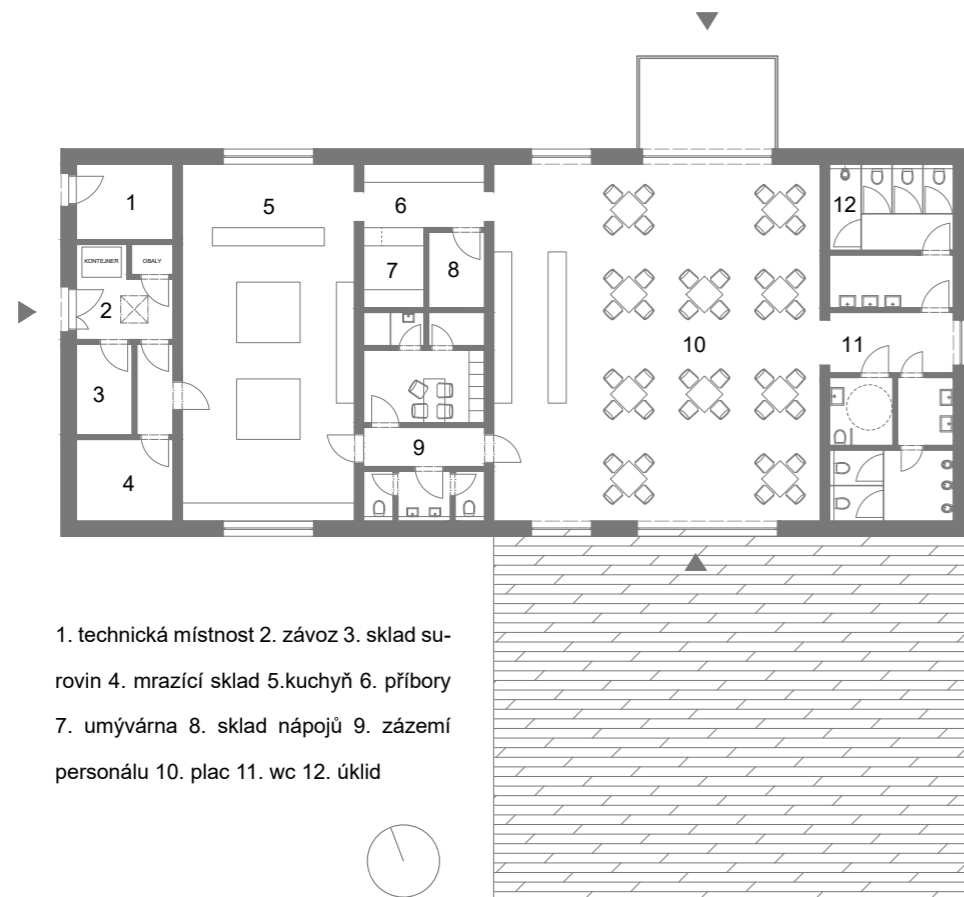 1
5
6
12
KONTEJNER
OBALY
7
8
2
10
11
3
9
4
1. technická místnost 2. závoz 3. sklad su-
rovin 4. mrazící sklad 5.kuchyň 6. příbory
7. umývárna 8. sklad nápojů 9. zázemí
personálu 10. plac 11. wc 12. úklid